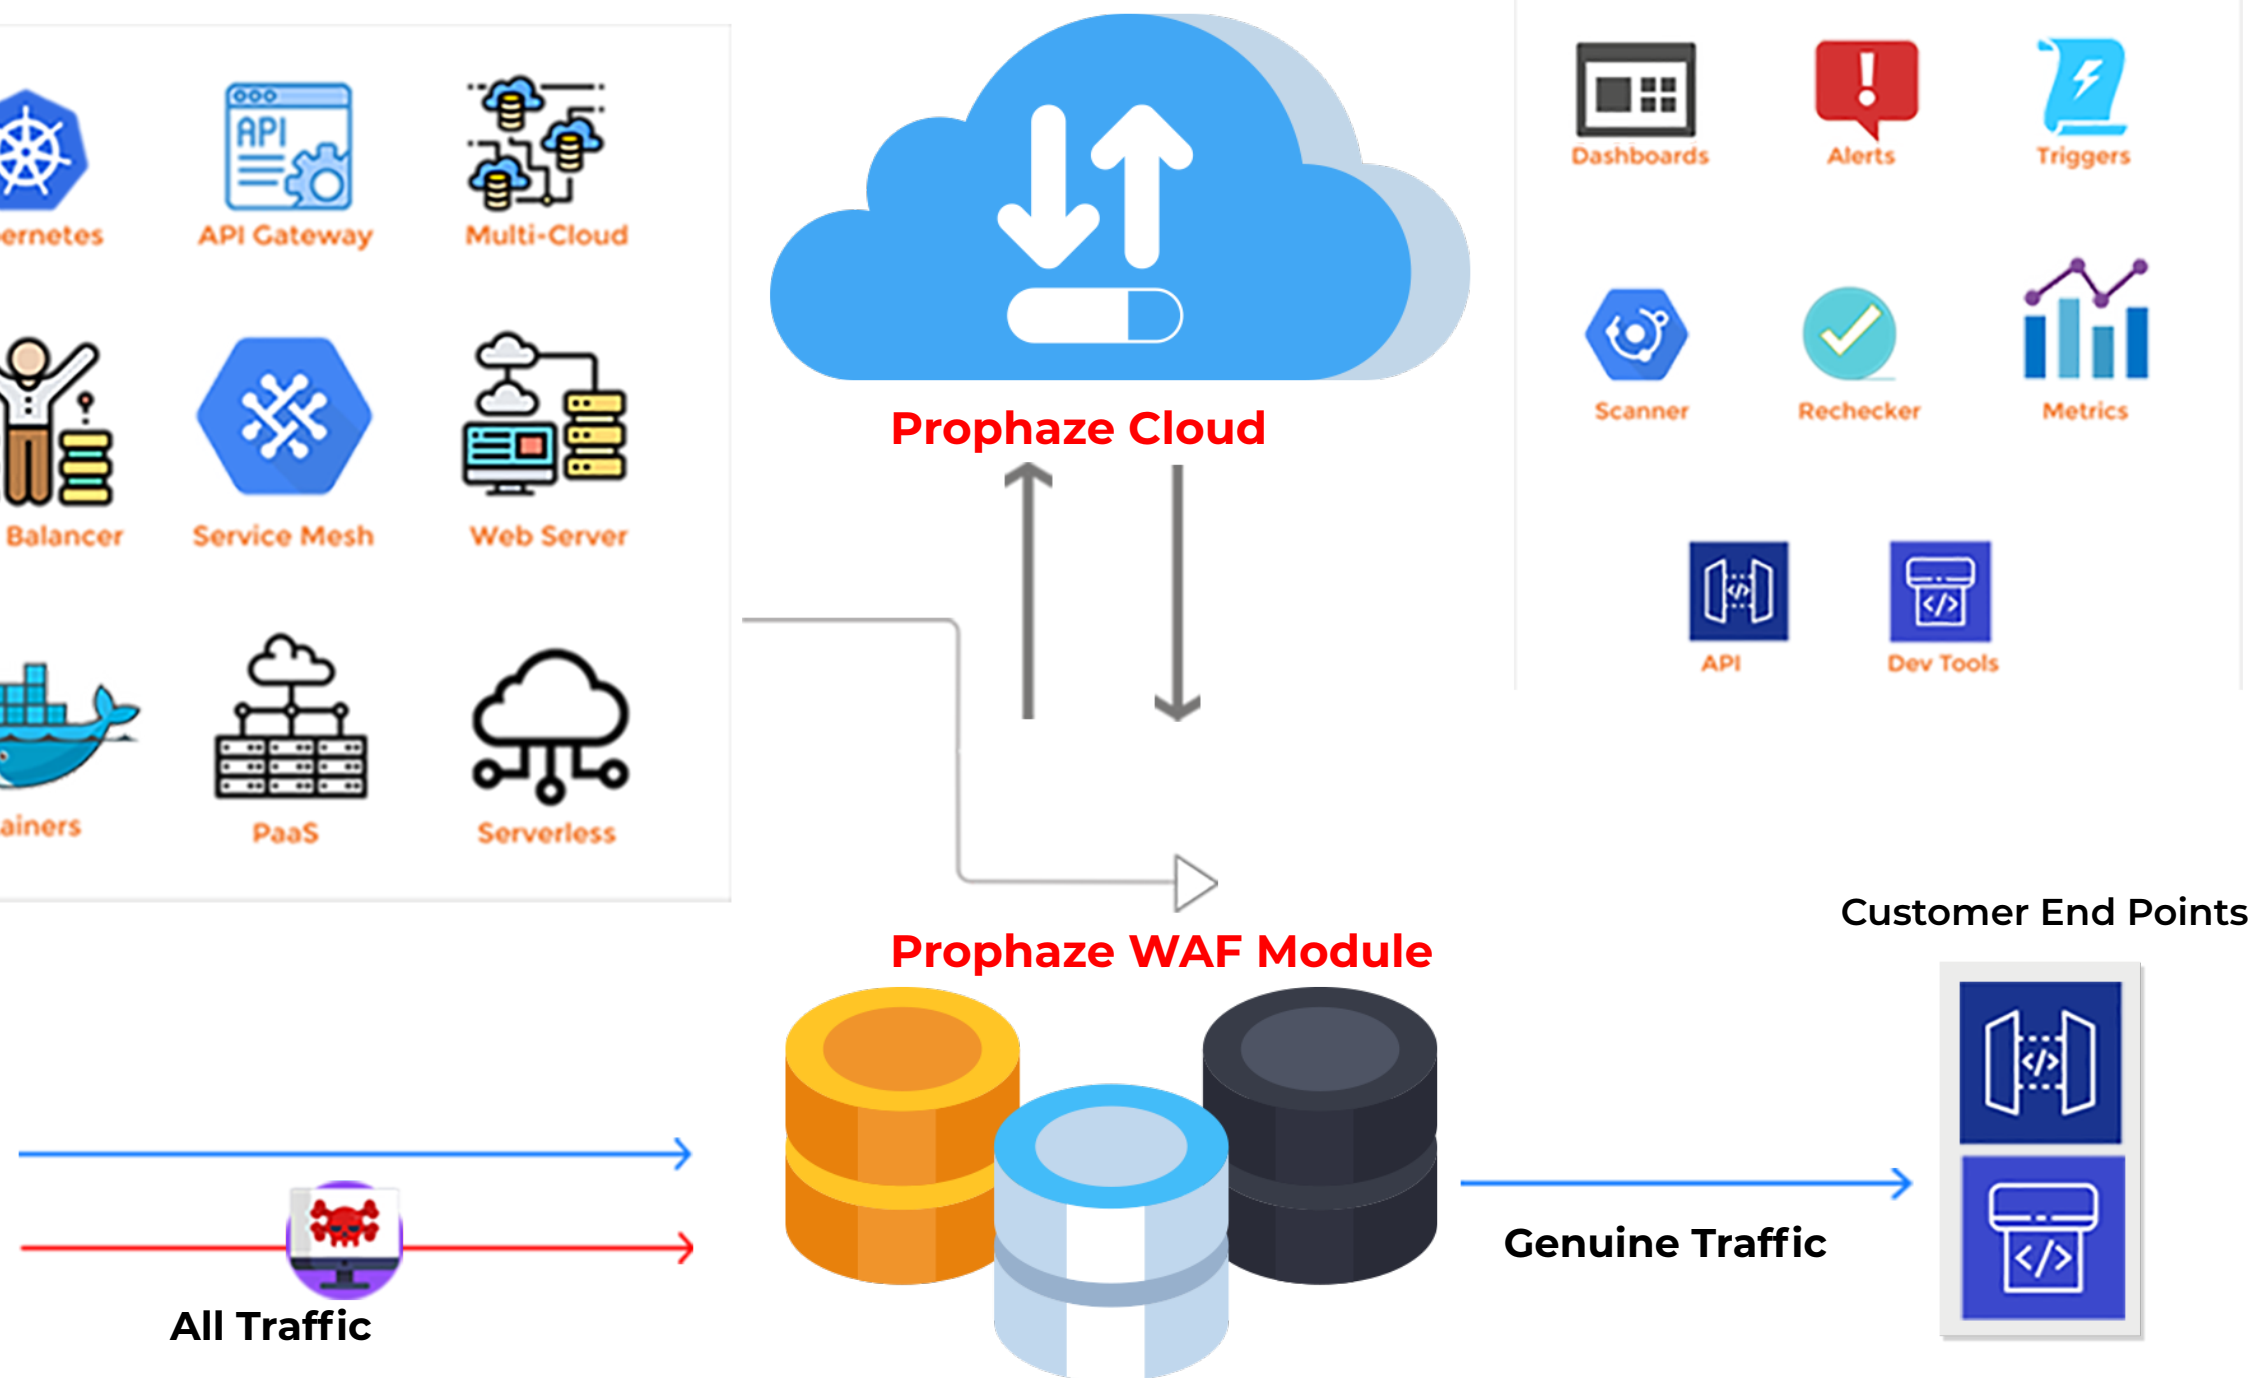 API
ernetes
API Gateway
Multi-Cloud
Balancer
Service Mesh
Web Server
ainers
PaaS
Serverless
Prophaze Cloud
Dashboards
Alerts
Triggers
Scanner
Rechecker
Metrics
</>
</>
API
Dev Tools
Prophaze WAF Module
Customer End Points
</>
</>
All Traffic
Genuine Traffic